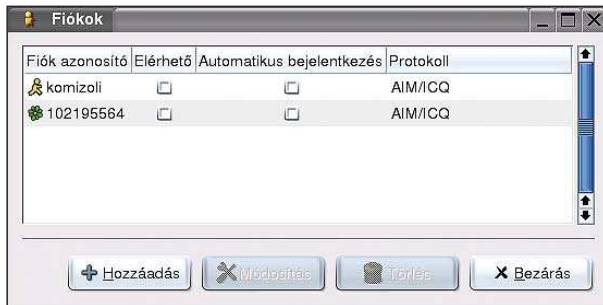 Fiókok
Fiók azonosító Elérhető Automatikus bejelentkezés Protokoll
komizoli AIM/ICQ
102195564 AIM/ICQ
Hozzáadás Módosítás Törlés Bezárás